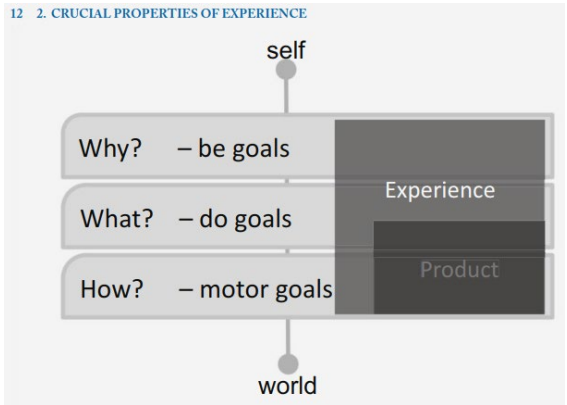 12 2. CRUCIAL PROPERTIES OF EXPERIENCE
self
Why? – be goals
Experience
What? – do goals
Product
How? – motor goals
world